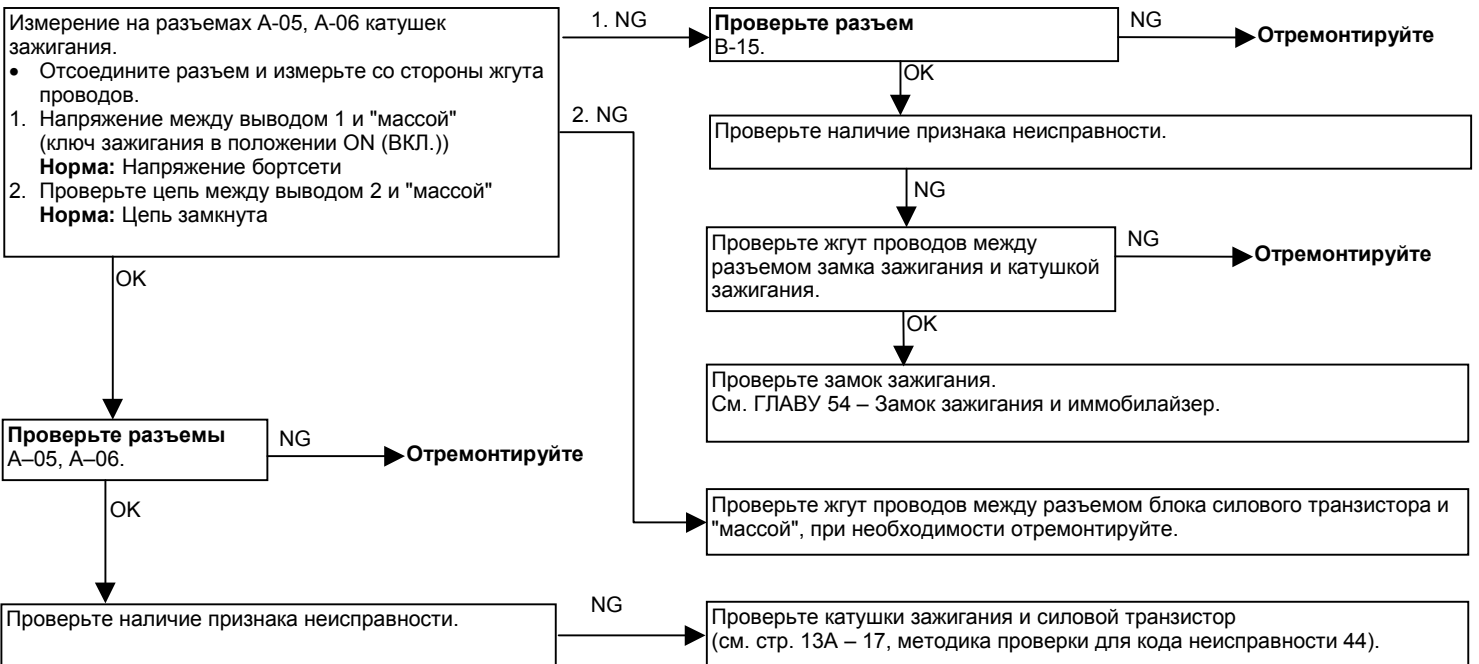 Измерение на разъемах А-05, А-06 катушек
зажигания.
• Отсоедините разъем и измерьте со стороны жгута
проводов.
1. Напряжение между выводом 1 и "массой"
(ключ зажигания в положении ON (ВКЛ.))
Норма: Напряжение бортсети
2. Проверьте цепь между выводом 2 и "массой"
Норма: Цепь замкнута
1. NG
Проверьте разъем
В-15.
NG
Отремонтируйте
OK
2. NG
Проверьте наличие признака неисправности.
NG
Проверьте жгут проводов между
разъемом замка зажигания и катушкой
зажигания.
NG
Отремонтируйте
OK
Проверьте замок зажигания.
См. ГЛАВУ 54 – Замок зажигания и иммобилайзер.
OK
Проверьте разъемы
А–05, А–06.
NG
Отремонтируйте
OK
Проверьте жгут проводов между разъемом блока силового транзистора и
"массой", при необходимости отремонтируйте.
Проверьте наличие признака неисправности.
NG
Проверьте катушки зажигания и силовой транзистор
(см. стр. 13А – 17, методика проверки для кода неисправности 44).